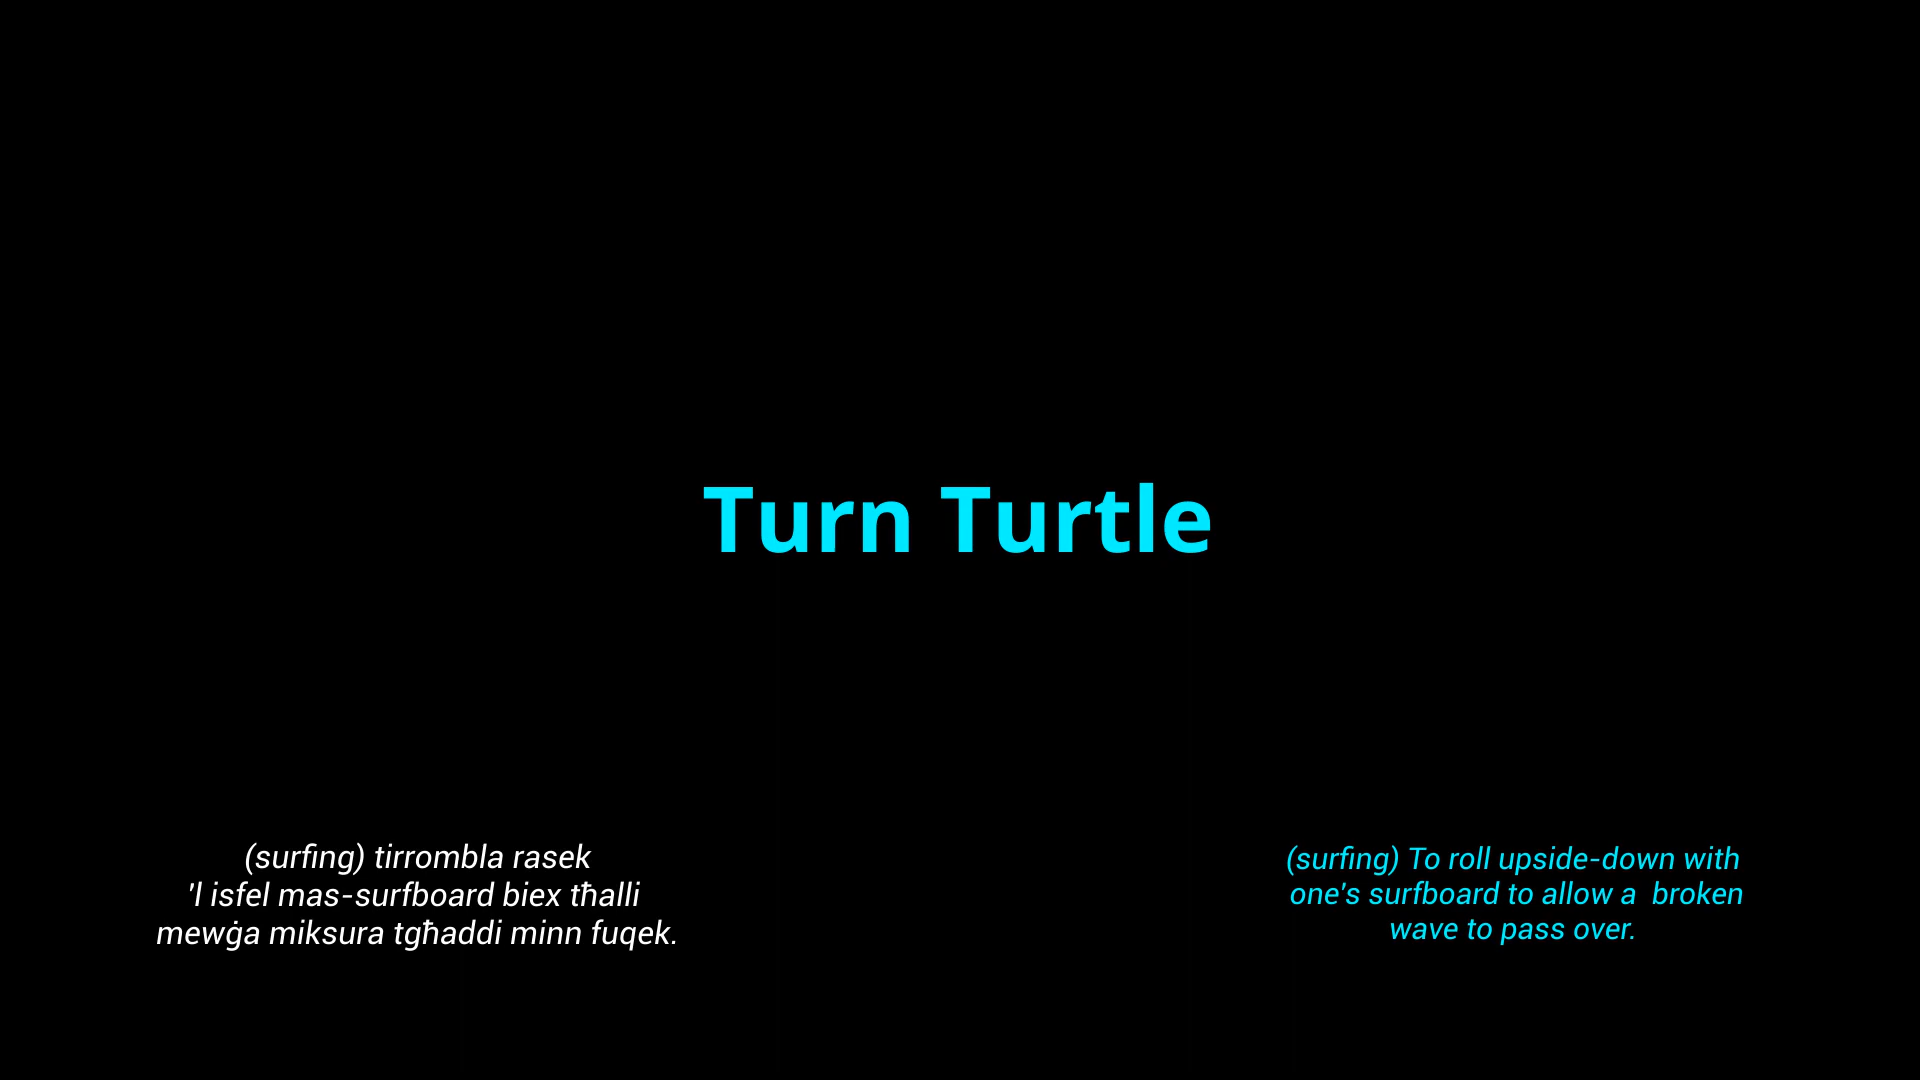 Turn Turtle
(surfing) tirrombla rasek
'l isfel mas-surfboard biex tħalli
mewġa miksura tgħaddi minn fuqek.
(surfing) To roll upside-down with
one's surfboard to allow a  broken
wave to pass over.